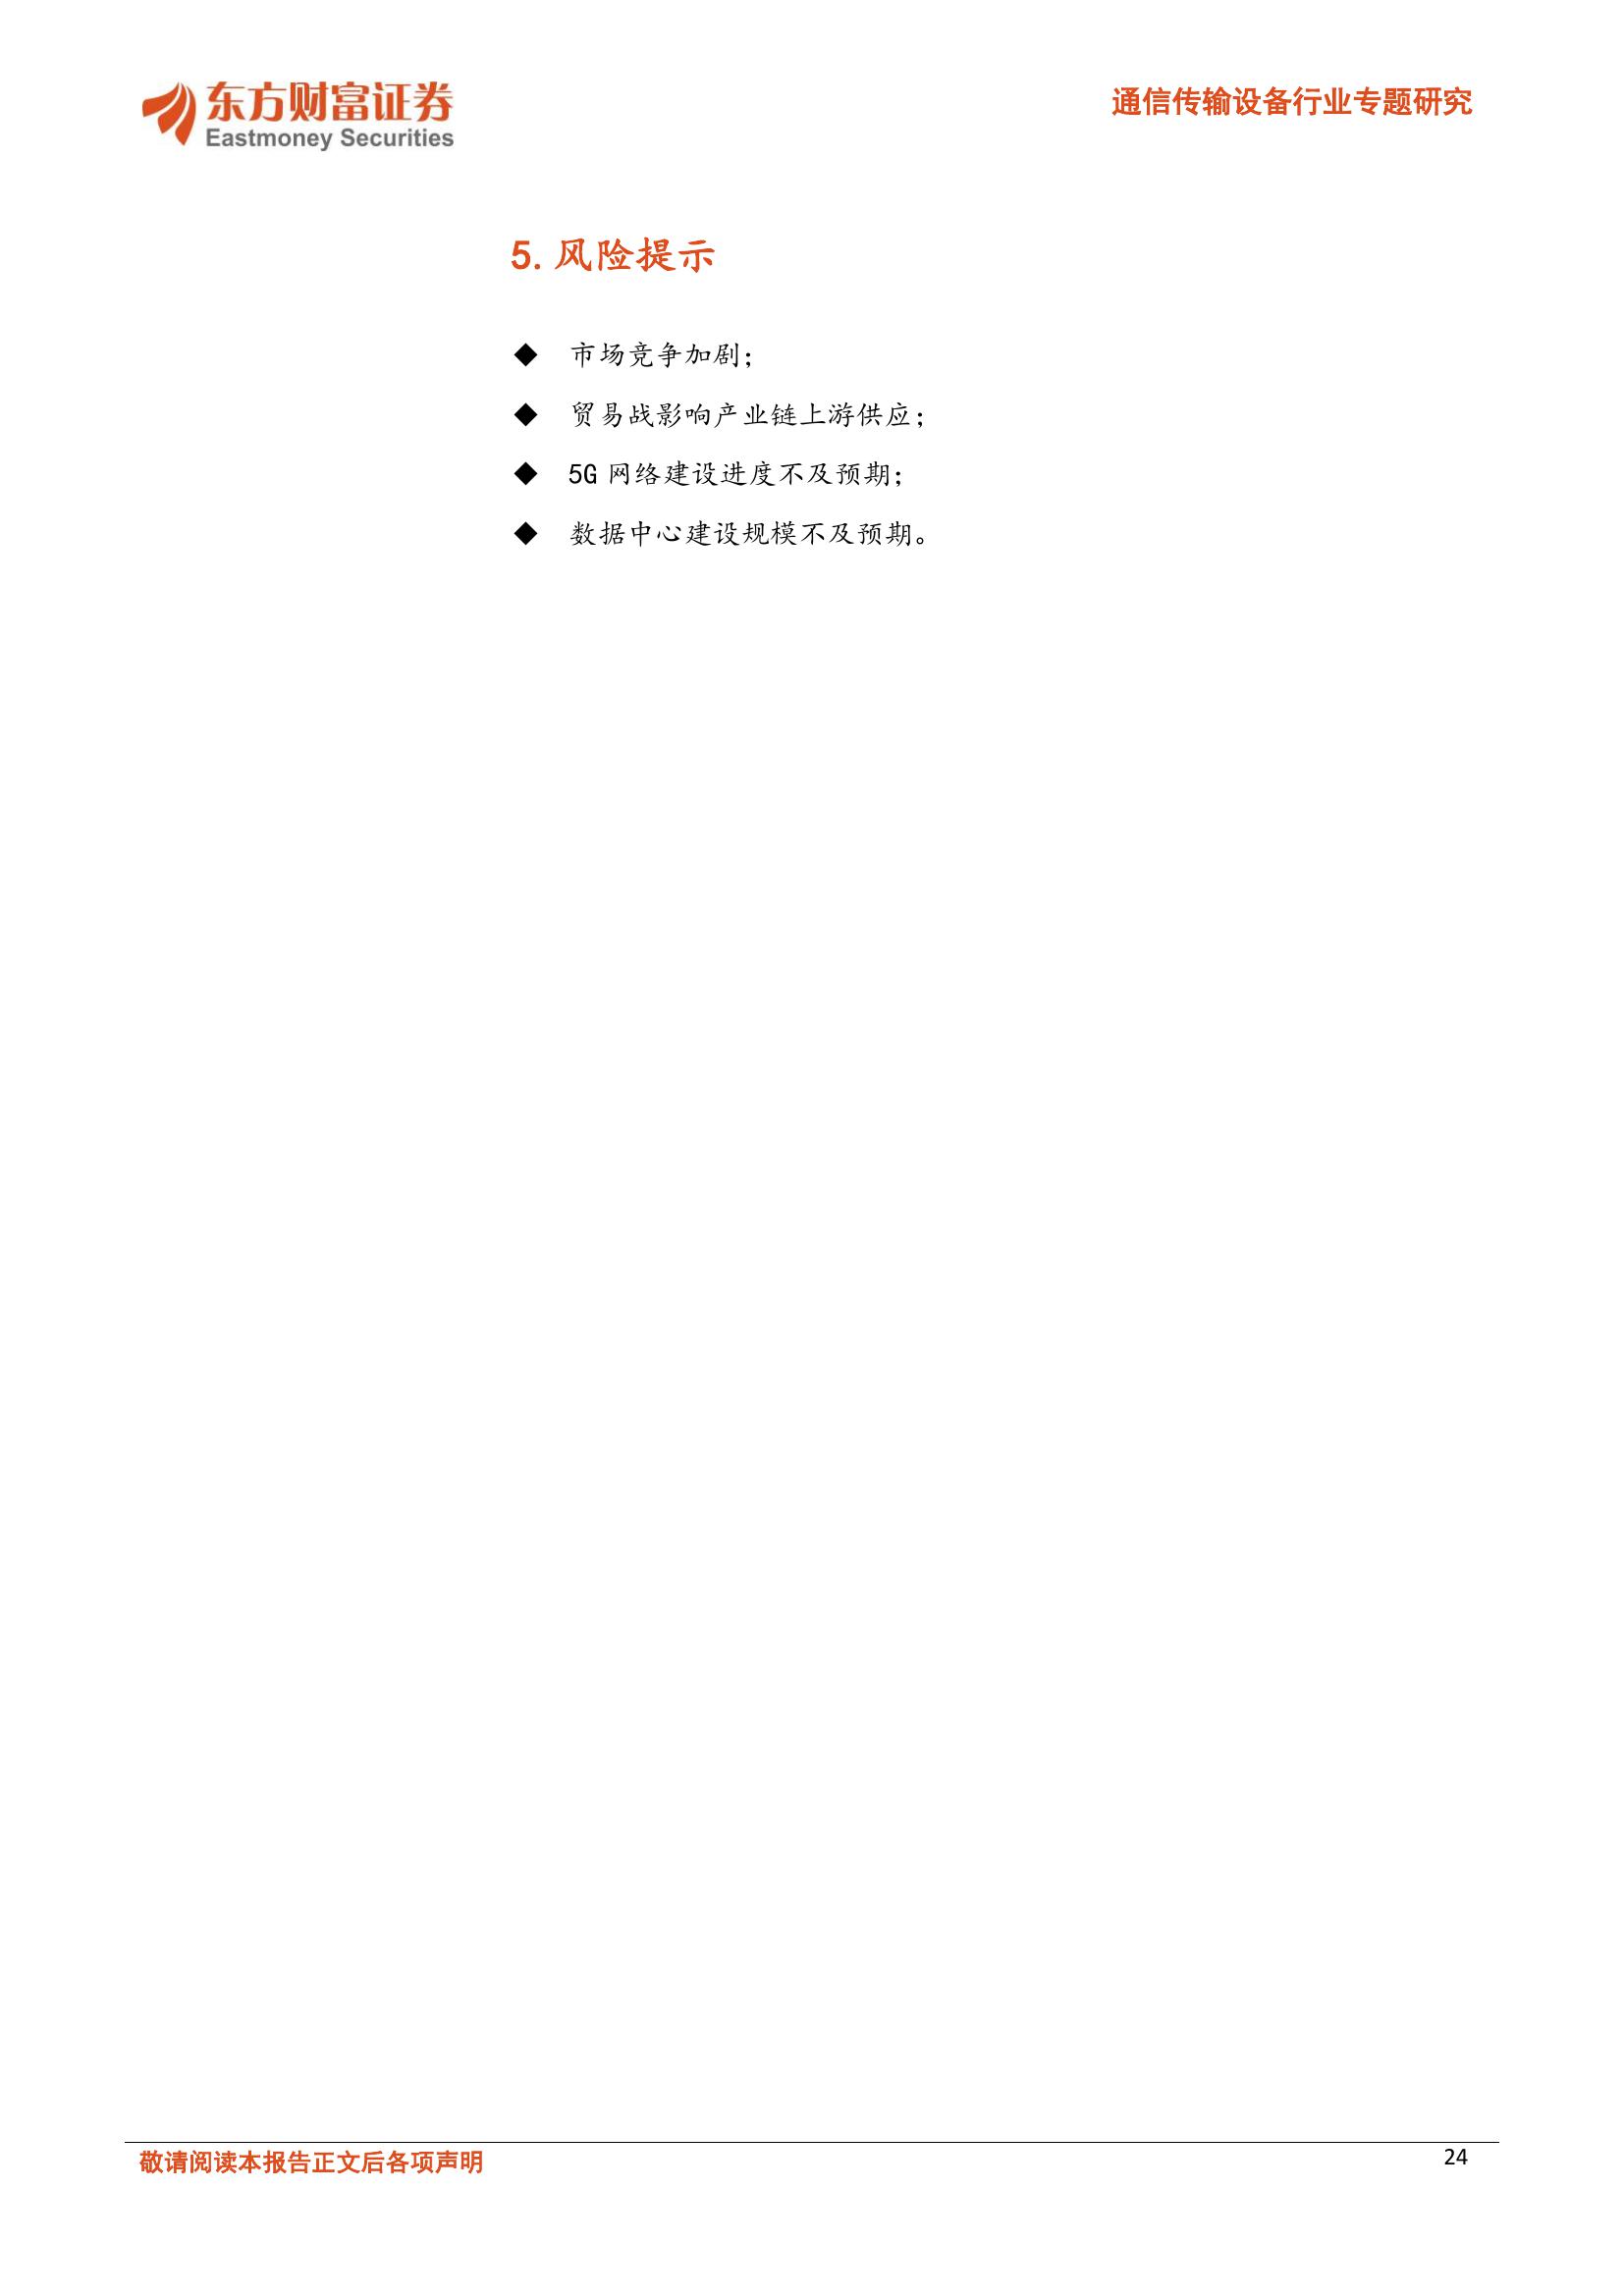 东方财富证券
Eastmoney Securities
通信传输设备行业专题研究
5.风险提示
◆ 市场竞争加剧；
◆ 贸易战影响产业链上游供应；
◆ 5G 网络建设进度不及预期；
◆ 数据中心建设规模不及预期。
敬请阅读本报告正文后各项声明
24